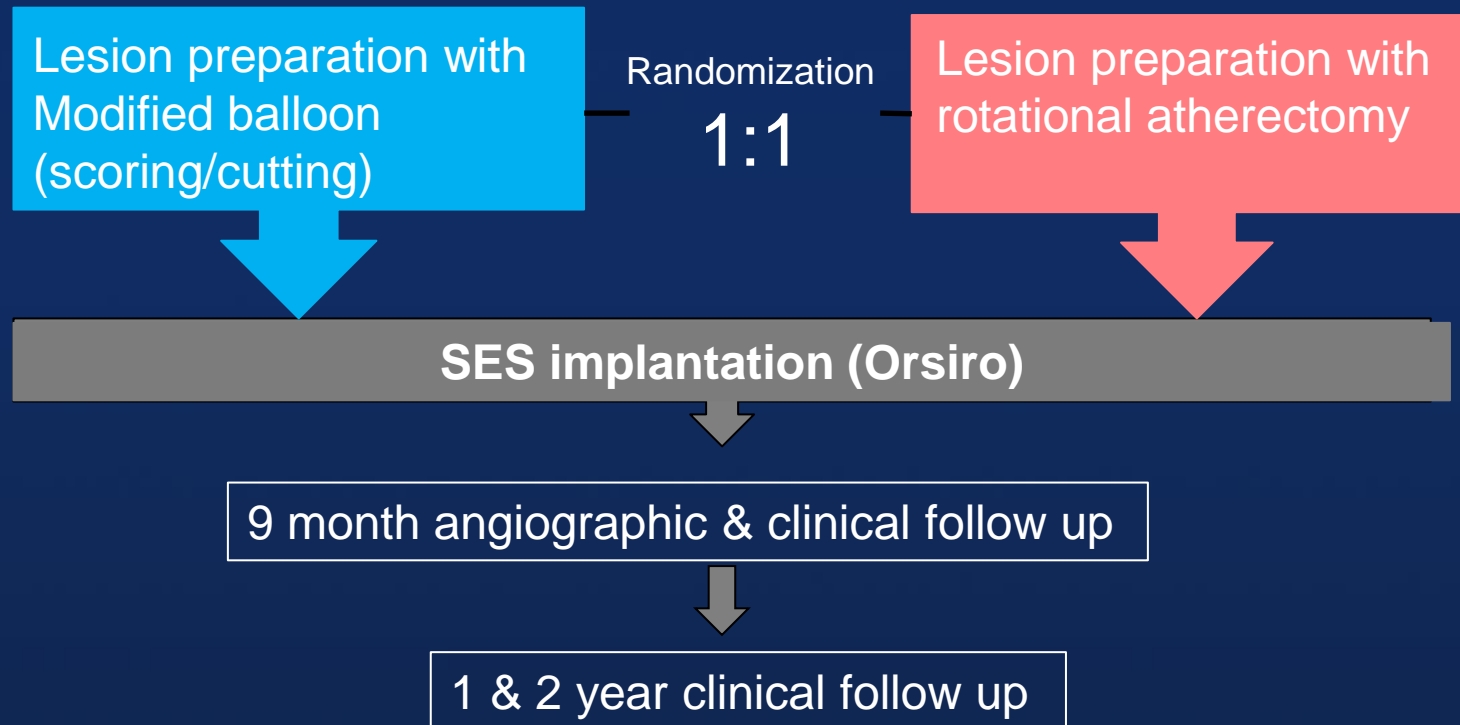 Lesion preparation with
Modified balloon
(scoring/cutting)
Randomization
1:1
Lesion preparation with
rotational atherectomy
SES implantation (Orsiro)
9 month angiographic & clinical follow up
1 & 2 year clinical follow up